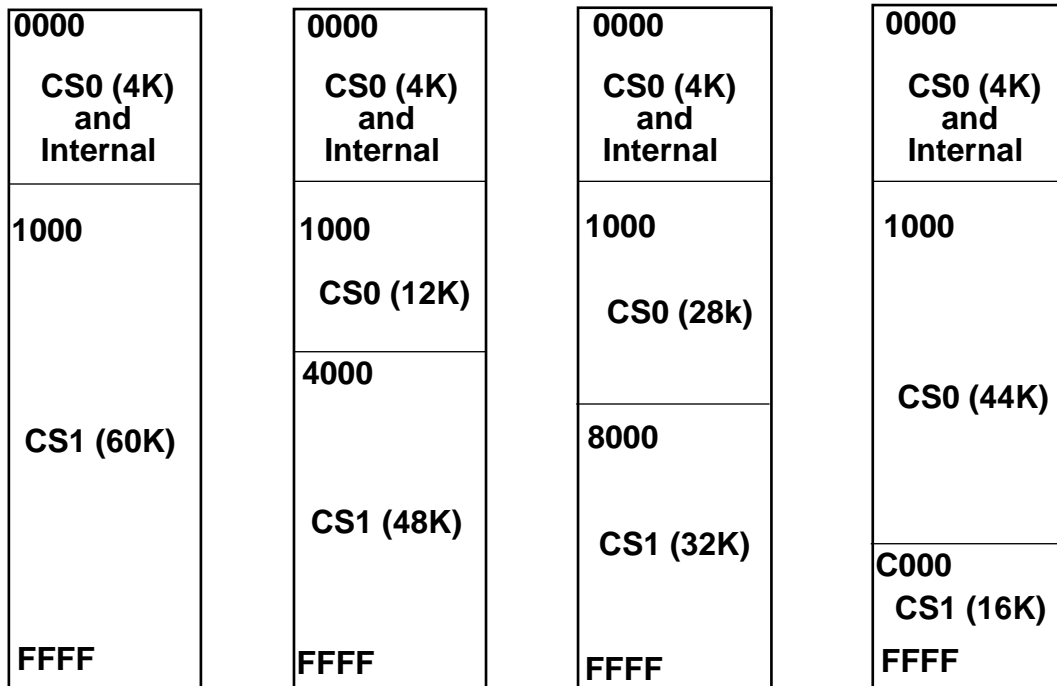 0000
CS0 (4K)
and
Internal
1000
CS1 (60K)
FFFF
0000
CS0 (4K)
and
Internal
1000
CS0 (12K)
4000
CS1 (48K)
FFFF
0000
CS0 (4K)
and
Internal
1000
CS0 (28k)
8000
CS1 (32K)
FFFF
0000
CS0 (4K)
and
Internal
1000
CS0 (44K)
C000
CS1 (16K)
FFFF